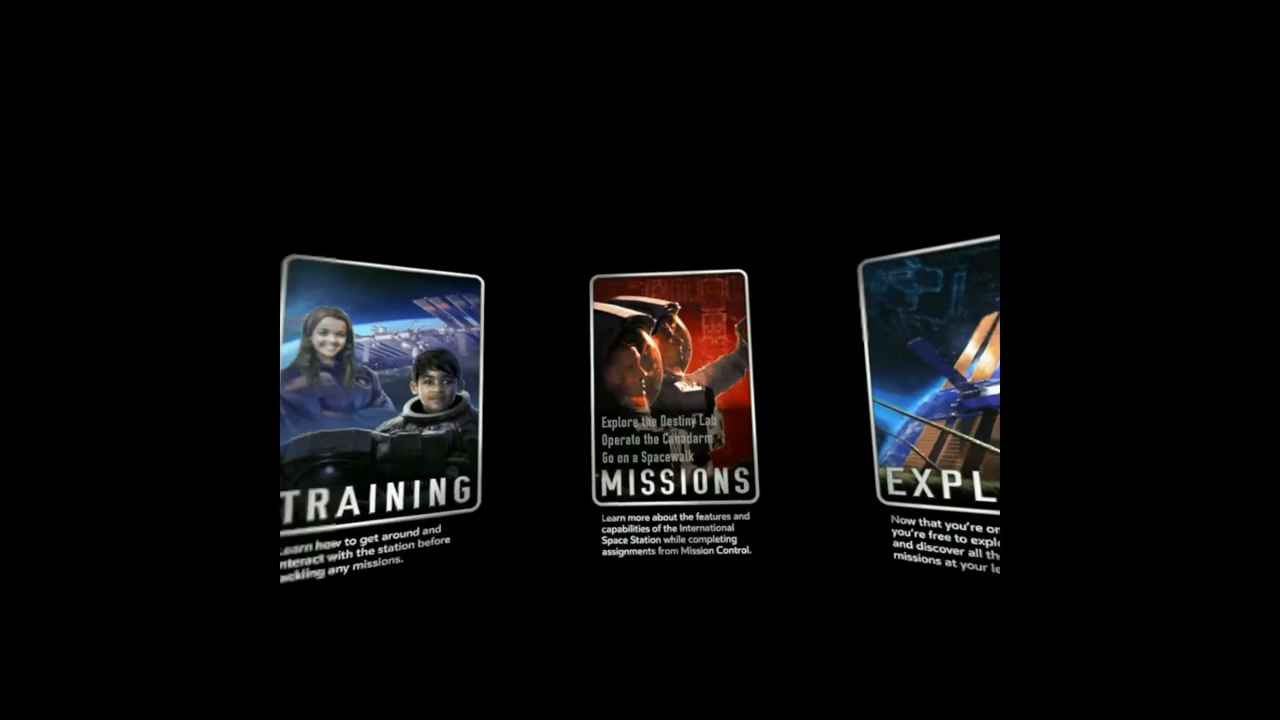 TRAINING
how to get around and
with the station before
any missions.
Explore the Destiny Lab
Operate the Canadarm
Go on a Spacewalk
MISSIONS
Learn more about the features and
capabilities of the International
Space Station while completing
assignments from Mission Control.
EXPL
Now that you're on
you're free to explo
and discover all th
missions at your le